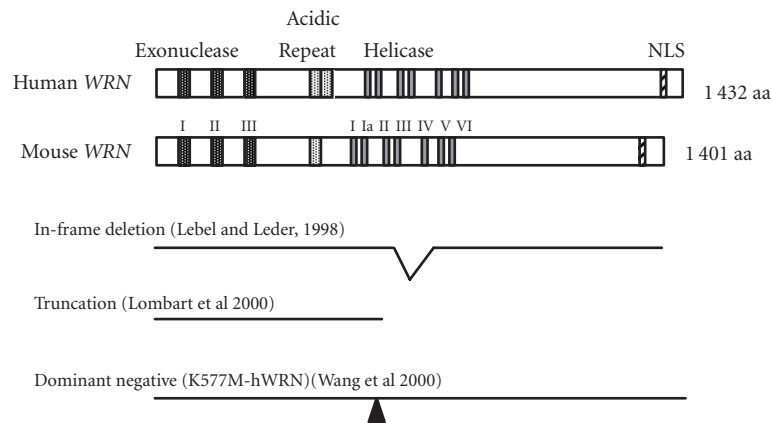 Acidic
Exonuclease Repeat Helicase NLS
Human WRN 1 432 aa
I II III I Ia II III IV V VI
Mouse WRN 1 401 aa
In-frame deletion (Lebel and Leder, 1998)
Truncation (Lombart et al 2000)
Dominant negative (K577M-hWRN)(Wang et al 2000)